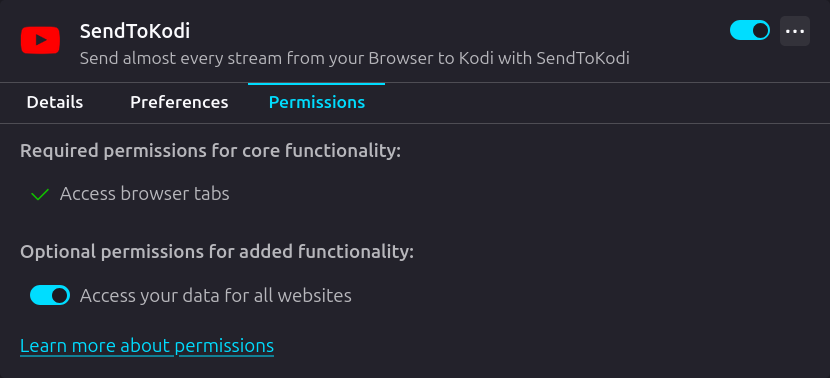 SendToKodi
Send almost every stream from your Browser to Kodi with SendToKodi
Details Preferences Permissions
Required permissions for core functionality:
Access browser tabs
Optional permissions for added functionality:
Access your data for all websites
Learn more about permissions